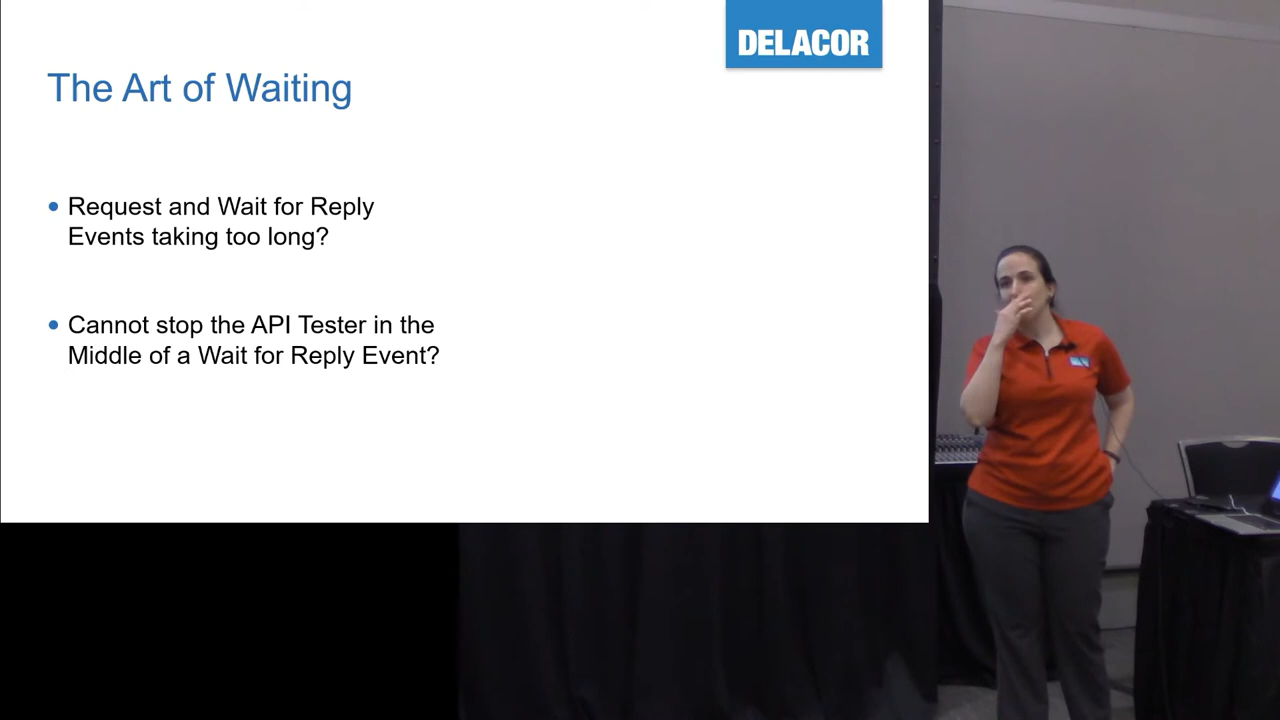 DELACOR
The Art of Waiting
• Request and Wait for Reply
Events taking too long?
• Cannot stop the API Tester in the
Middle of a Wait for Reply Event?